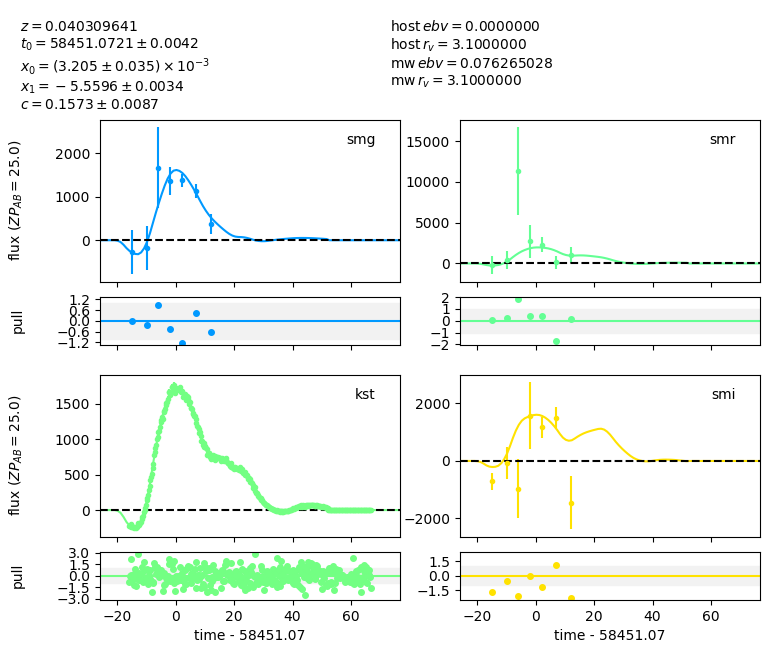 z = 0.040309641
t₀ = 58451.0721 ± 0.0042
x₀ = (3.205 ± 0.035) × 10⁻³
x₁ = −5.5596 ± 0.0034
c = 0.1573 ± 0.0087
host ebv = 0.0000000
host r_v = 3.1000000
mw ebv = 0.076265028
mw r_v = 3.1000000
smg
flux (ZP_AB = 25.0)
2000
1000
0
smr
15000
10000
5000
0
pull
1.2
0.6
0.0
−0.6
−1.2
2
1
0
−1
−2
kst
flux (ZP_AB = 25.0)
1500
1000
500
0
smi
2000
0
−2000
pull
3.0
1.5
0.0
−1.5
−3.0
1.5
0.0
−1.5
−20 0 20 40 60
−20 0 20 40 60
time - 58451.07
time - 58451.07